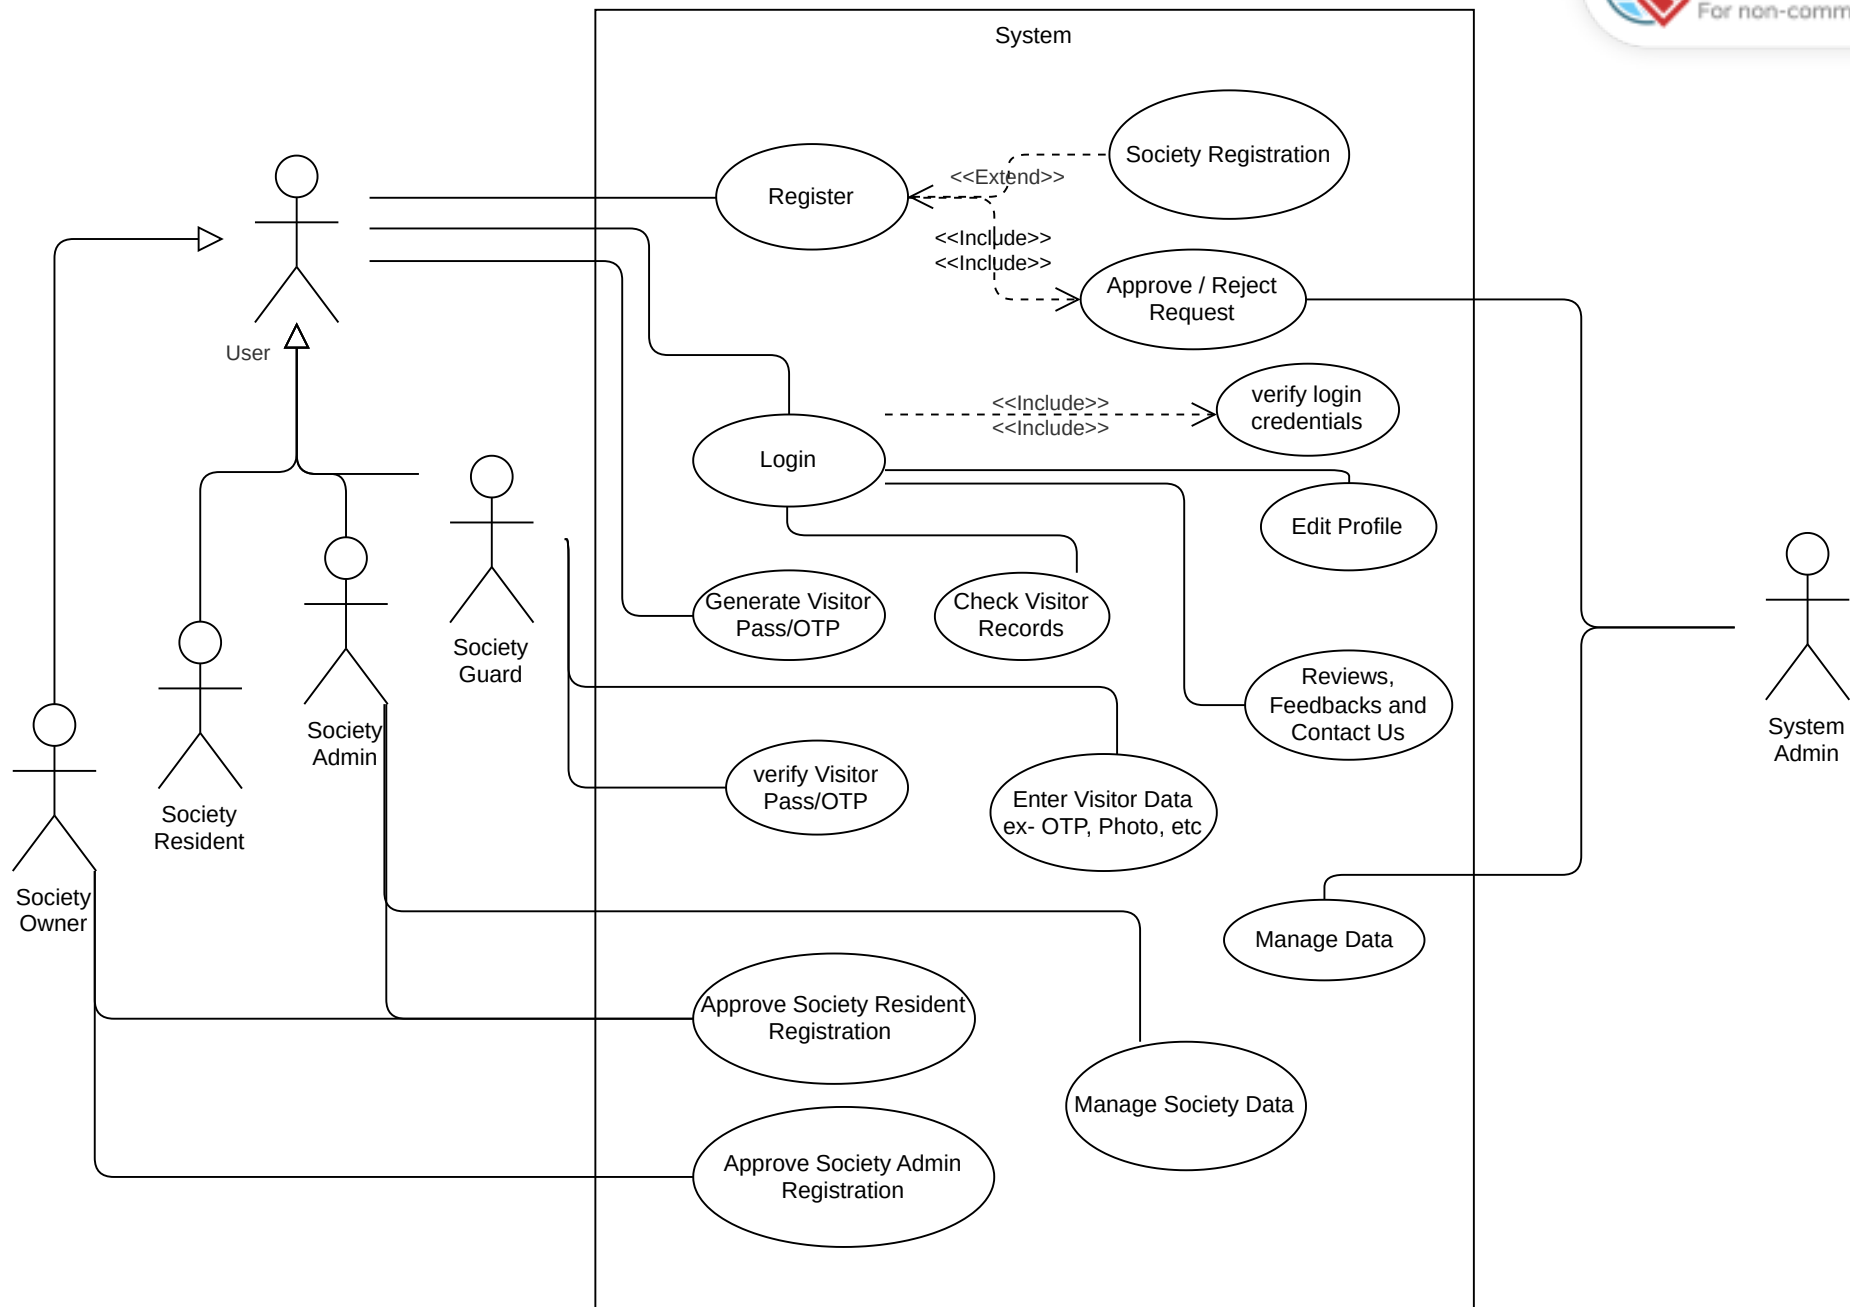 For non-comm
System
Society Registration
Register
<<Extend>>
<<Include>>
<<Include>>
Approve / Reject
Request
User
verify login
credentials
<<Include>>
<<Include>>
Login
Edit Profile
Generate Visitor
Pass/OTP
Check Visitor
Records
Society
Guard
Reviews,
Feedbacks and
Contact Us
System
Admin
Society
Admin
verify Visitor
Pass/OTP
Enter Visitor Data
ex- OTP, Photo, etc
Society
Resident
Society
Owner
Manage Data
Approve Society Resident
Registration
Manage Society Data
Approve Society Admin
Registration